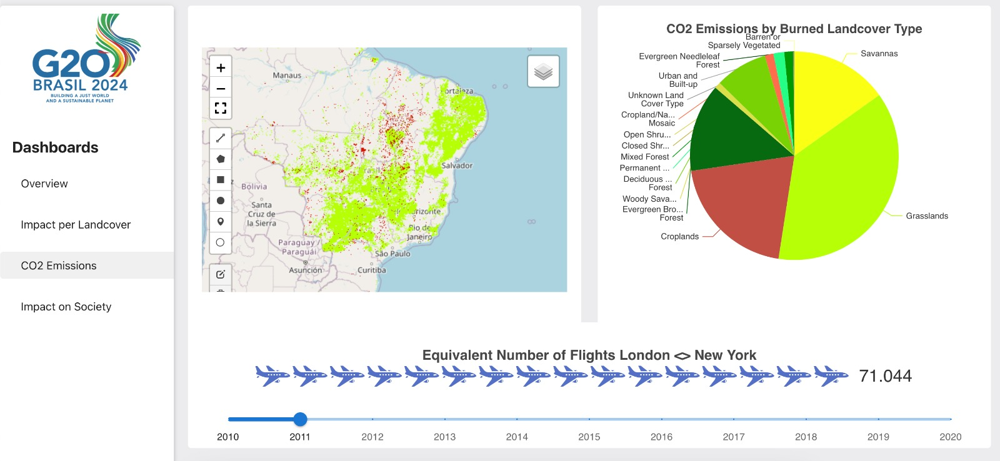 G20
BRASIL 2024
BUILDING A JUST WORLD
AND A SUSTAINABLE PLANET
Dashboards
Overview
Impact per Landcover
CO2 Emissions
Impact on Society
+
−
Manaus
ortaleza
Salvador
Brasil
Bolivia
Santa
Cruz de
la Sierra
orizonte
Rio de
Janeiro
Paraguay /
Paraguái
São Paulo
Asunción
Curitiba
CO2 Emissions by Burned Landcover Type
Barren or
Sparsely Vegetated
Savannas
Evergreen Needleleaf
Forest
Urban and
Built-up
Unknown Land
Cover Type
Cropland/Na...
Mosaic
Open Shru...
Closed Shr...
Mixed Forest
Permanent ...
Deciduous ...
Forest
Woody Sava...
Evergreen Bro...
Forest
Grasslands
Croplands
Equivalent Number of Flights London <> New York
71.044
2010 2011 2012 2013 2014 2015 2016 2017 2018 2019 2020